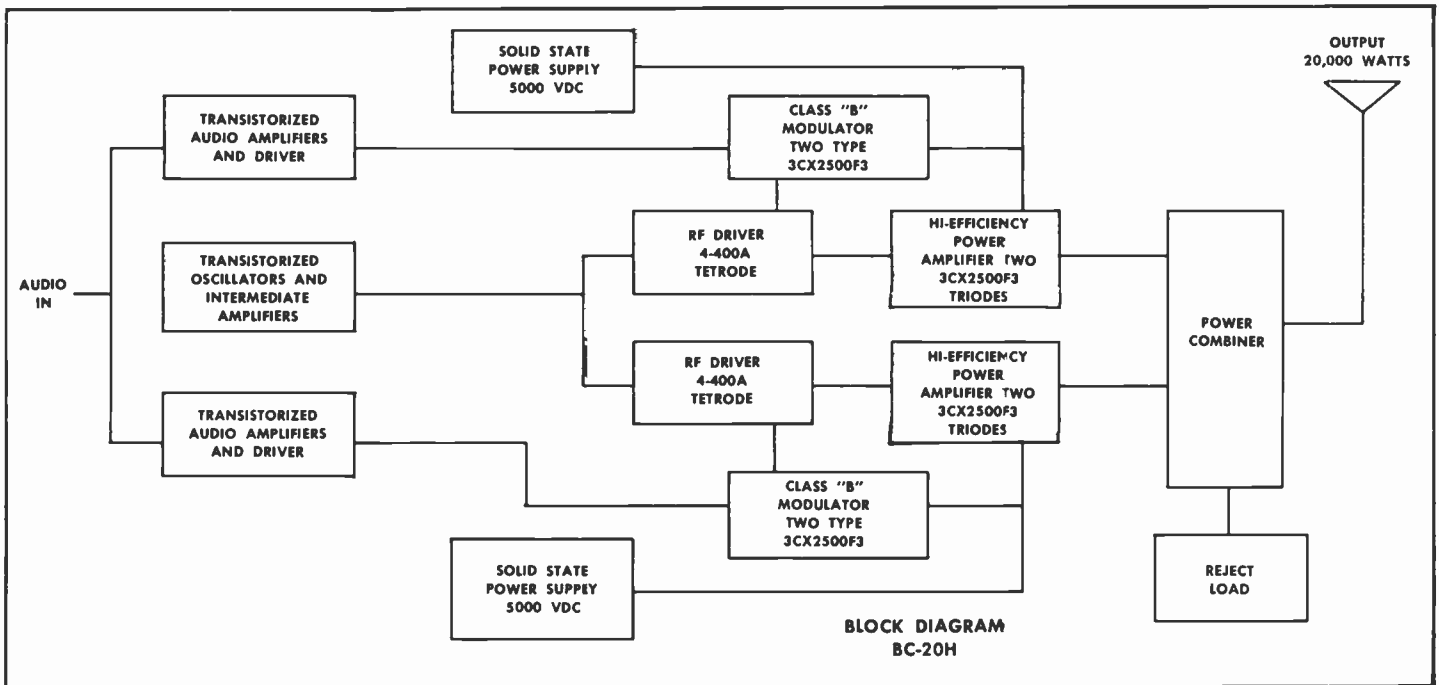 SOLID STATE
POWER SUPPLY
5000 VDC
OUTPUT
20,000 WATTS
TRANSISTORIZED
AUDIO AMPLIFIERS
AND DRIVER
CLASS "B"
MODULATOR
TWO TYPE
3CX2500F3
AUDIO
IN
TRANSISTORIZED
OSCILLATORS AND
INTERMEDIATE
AMPLIFIERS
RF DRIVER
4-400A
TETRODE
HI-EFFICIENCY
POWER
AMPLIFIER TWO
3CX2500F3
TRIODES
POWER
COMBINER
RF DRIVER
4-400A
TETRODE
HI-EFFICIENCY
POWER
AMPLIFIER TWO
3CX2500F3
TRIODES
TRANSISTORIZED
AUDIO AMPLIFIERS
AND DRIVER
CLASS "B"
MODULATOR
TWO TYPE
3CX2500F3
SOLID STATE
POWER SUPPLY
5000 VDC
REJECT
LOAD
BLOCK DIAGRAM
BC-20H